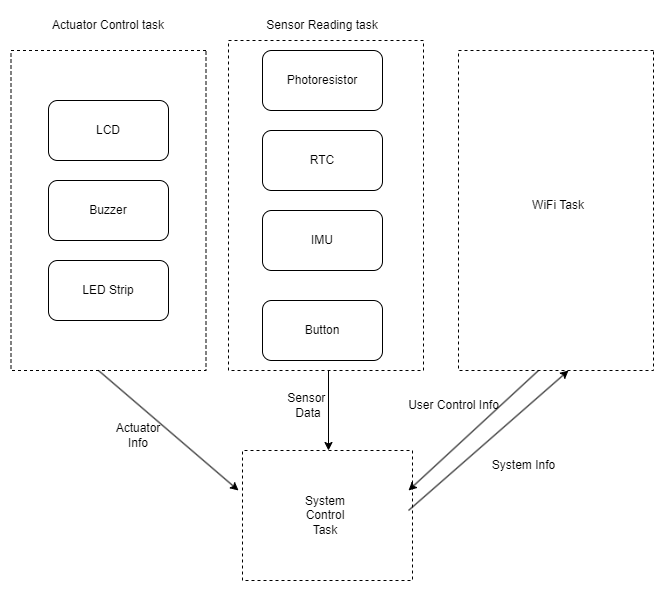 Actuator Control task
Sensor Reading task
LCD
Buzzer
LED Strip
Photoresistor
RTC
IMU
Button
WiFi Task
Actuator
Info
Sensor
Data
User Control Info
System Info
System
Control
Task